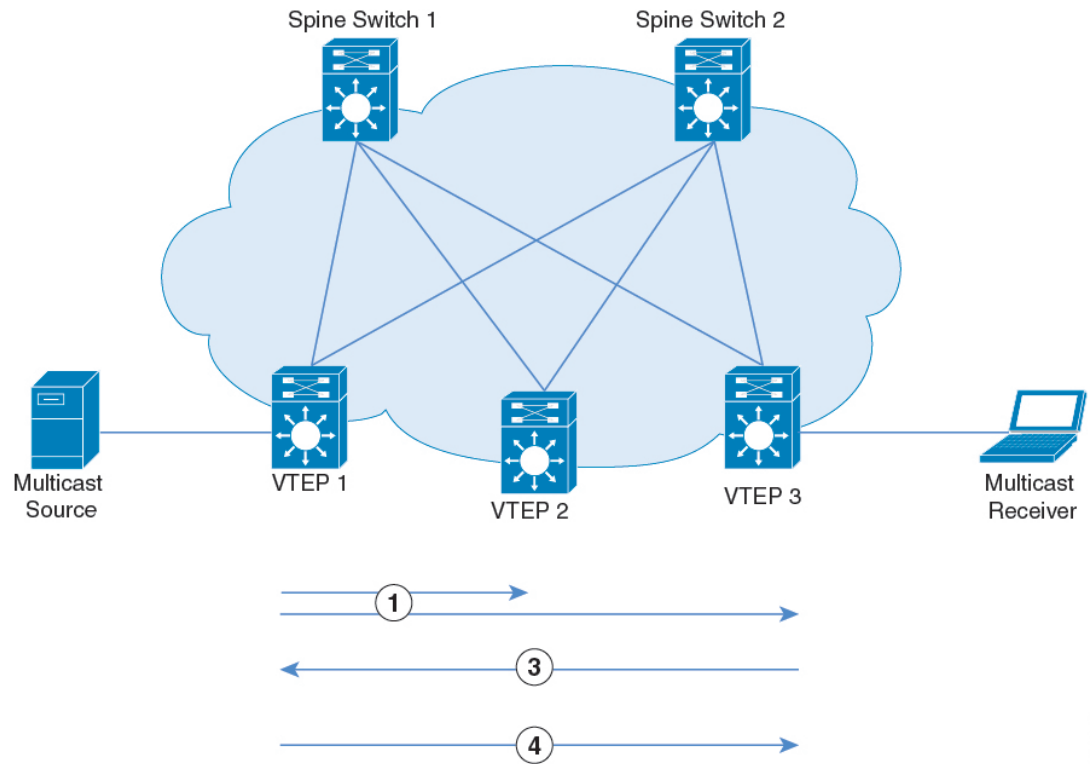 Spine Switch 1
Spine Switch 2
Multicast
Source
VTEP 1
VTEP 2
VTEP 3
Multicast
Receiver
1
3
4